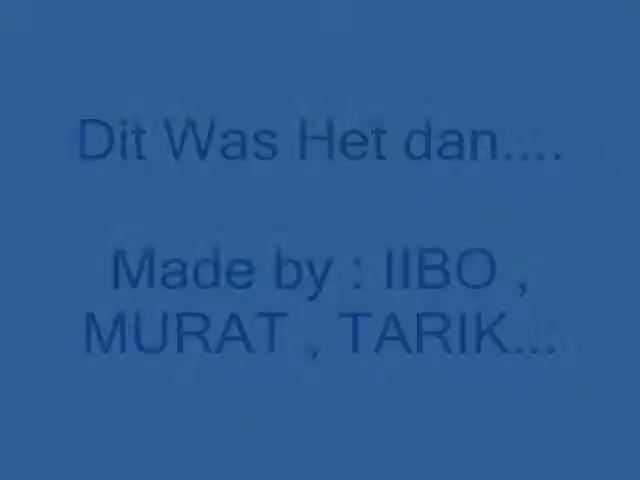 Dit Was Het dan....
Made by : IIBO ,
MURAT , TARIK...